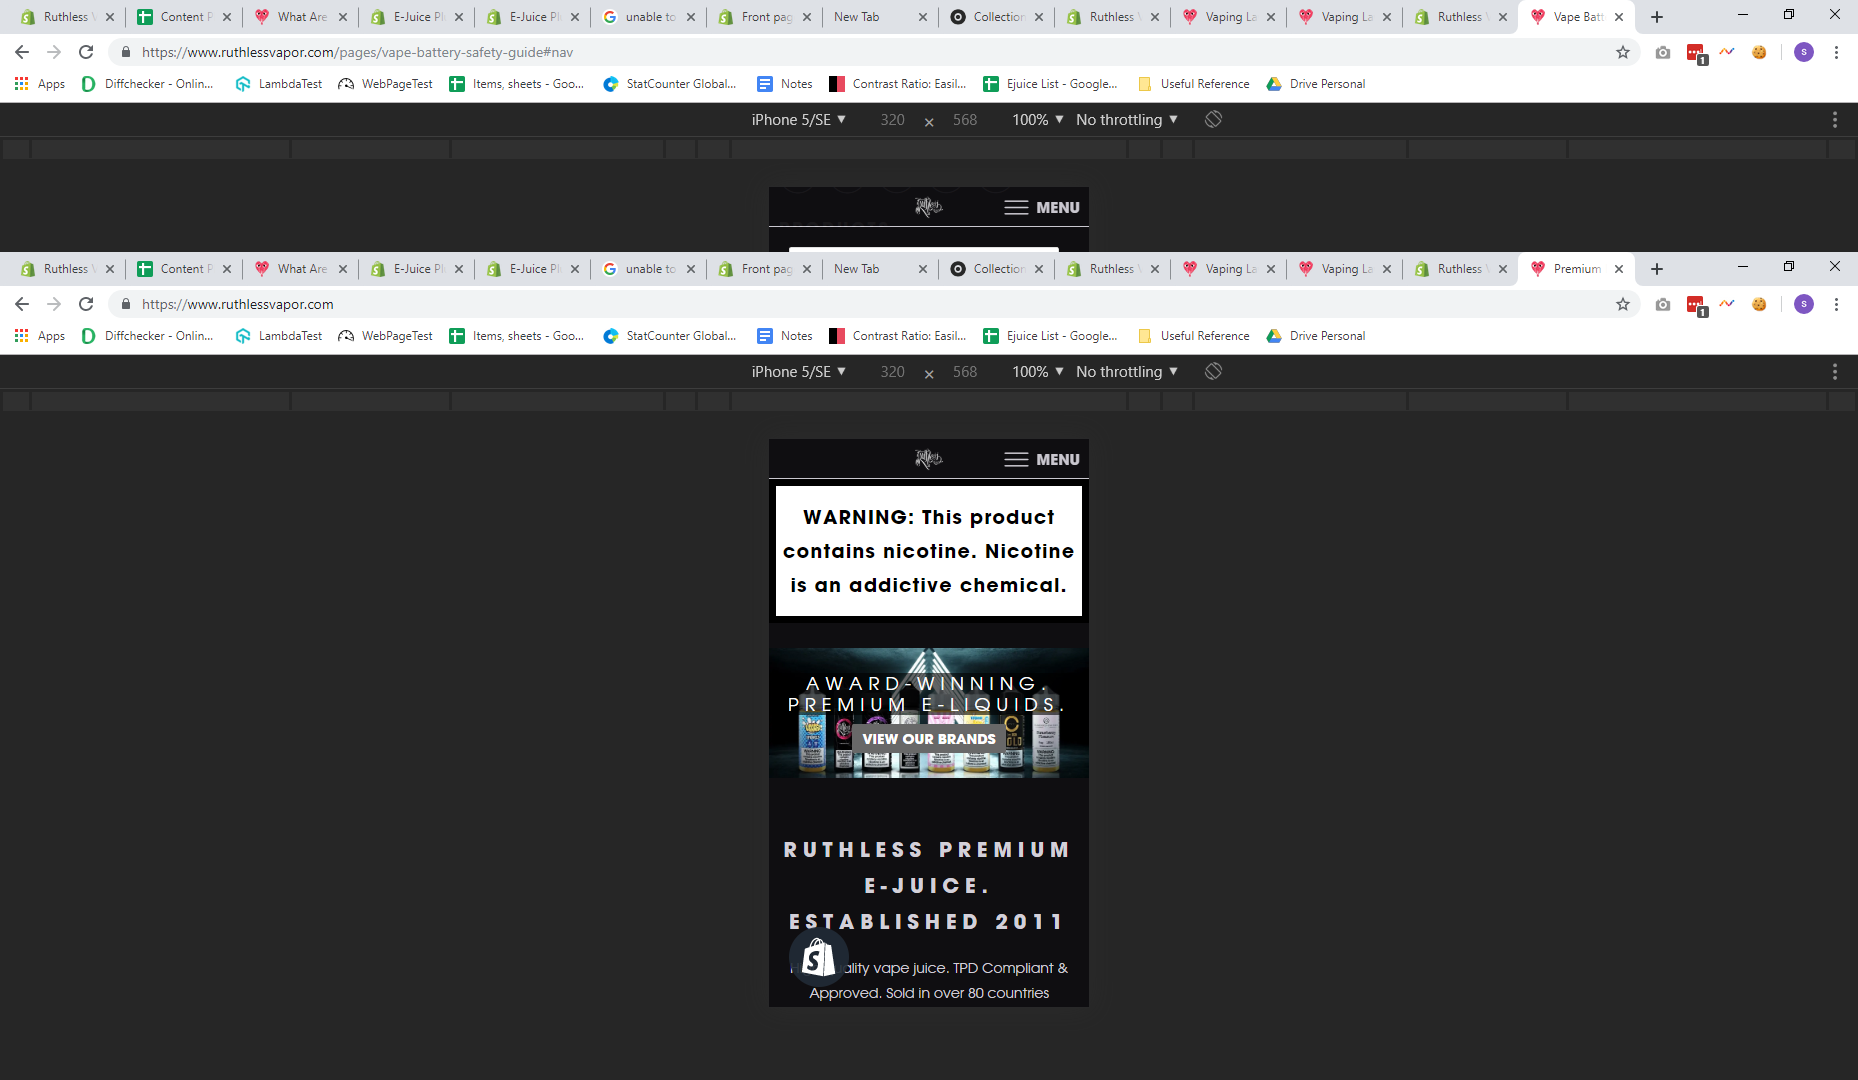 Ruthless V
Content P
What Are
E-Juice Pl
E-Juice Pl
unable to
Front pag
New Tab
Collection
Ruthless V
Vaping La
Vaping La
Ruthless V
Vape Batt
https://www.ruthlessvapor.com/pages/vape-battery-safety-guide#nav
1
s
Apps
Diffchecker - Onlin...
LambdaTest
WebPageTest
Items, sheets - Goo...
StatCounter Global...
Notes
Contrast Ratio: Easil...
Ejuice List - Google...
Useful Reference
Drive Personal
iPhone 5/SE ▼ 320 × 568 100% ▼ No throttling ▼
MENU
Ruthless V
Content P
What Are
E-Juice Pl
E-Juice Pl
unable to
Front pag
New Tab
Collection
Ruthless V
Vaping La
Vaping La
Ruthless V
Premium
https://www.ruthlessvapor.com
1
s
Apps
Diffchecker - Onlin...
LambdaTest
WebPageTest
Items, sheets - Goo...
StatCounter Global...
Notes
Contrast Ratio: Easil...
Ejuice List - Google...
Useful Reference
Drive Personal
iPhone 5/SE ▼ 320 × 568 100% ▼ No throttling ▼
MENU
WARNING: This product
contains nicotine. Nicotine
is an addictive chemical.
AWARD-WINNING.
PREMIUM E-LIQUIDS.
VIEW OUR BRANDS
RUTHLESS PREMIUM
E-JUICE.
ESTABLISHED 2011
vape juice. TPD Compliant &
Approved. Sold in over 80 countries